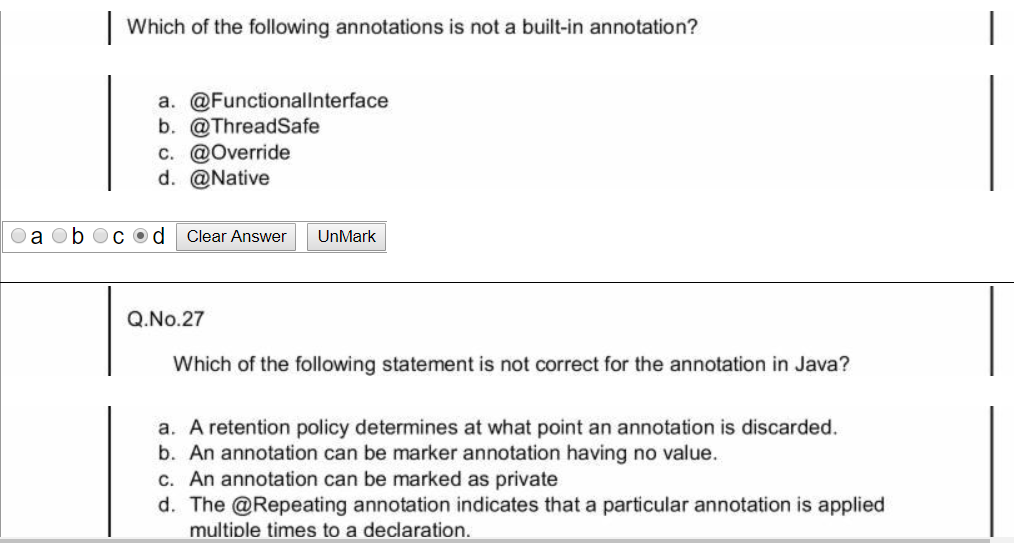 Which of the following annotations is not a built-in annotation?
a. @FunctionalInterface
b. @ThreadSafe
c. @Override
d. @Native
a b c d Clear Answer UnMark
Q.No.27
Which of the following statement is not correct for the annotation in Java?
a. A retention policy determines at what point an annotation is discarded.
b. An annotation can be marker annotation having no value.
c. An annotation can be marked as private
d. The @Repeating annotation indicates that a particular annotation is applied
multiple times to a declaration.